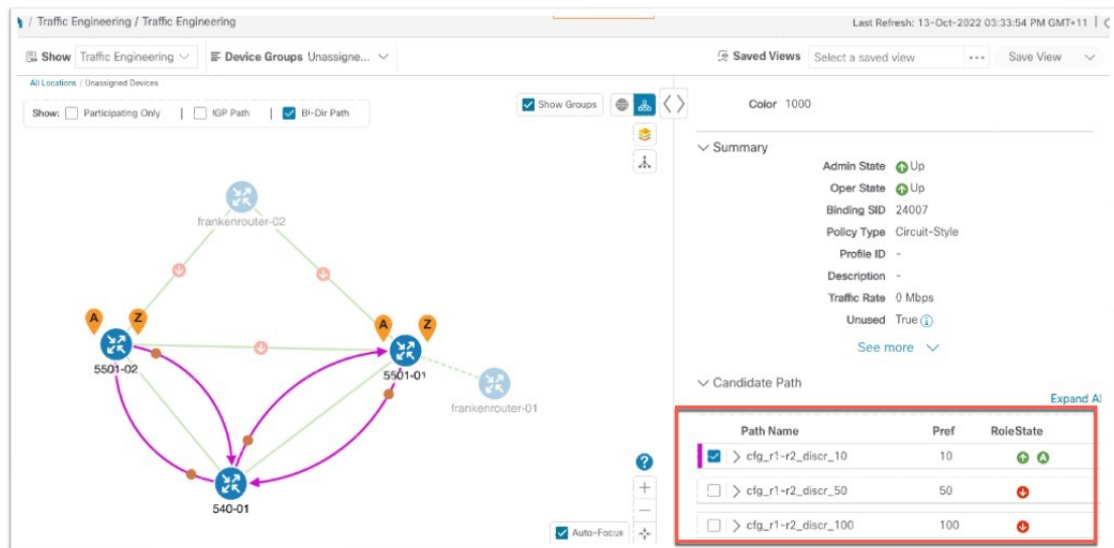 / Traffic Engineering / Traffic Engineering
Last Refresh: 13-Oct-2022 03:33:54 PM GMT+11
Show Traffic Engineering
Device Groups Unassigne...
Saved Views Select a saved view
Save View
All Locations / Unassigned Devices
Show: Participating Only | IGP Path | Bi-Dir Path
Show Groups
frankenrouter-02
A Z
A Z
5501-02
5501-01
frankenrouter-01
540-01
Auto-Focus
Color 1000
Summary
Admin State Up
Oper State Up
Binding SID 24007
Policy Type Circuit-Style
Profile ID -
Description -
Traffic Rate 0 Mbps
Unused True
See more
Candidate Path
Expand Al
Path Name Pref RoleState
cfg_r1-r2_discr_10 10 A
cfg_r1-r2_discr_50 50
cfg_r1-r2_discr_100 100